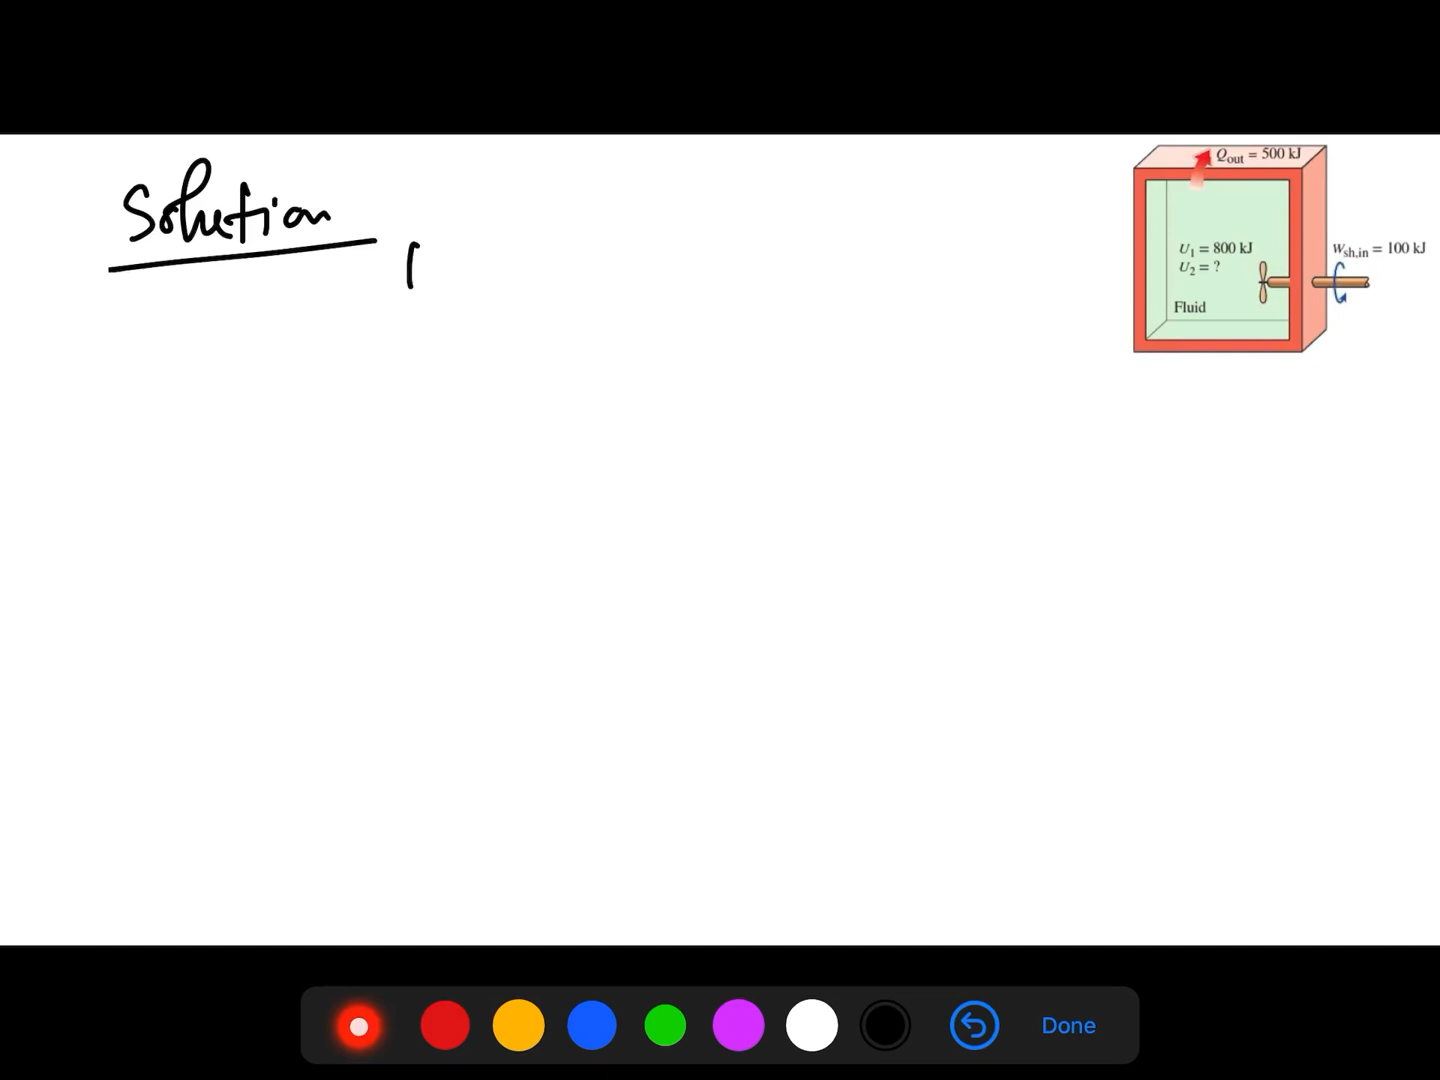 Solution
Qout = 500 kJ
U1 = 800 kJ
Wsh,in = 100 kJ
U2 = ?
Fluid
Done